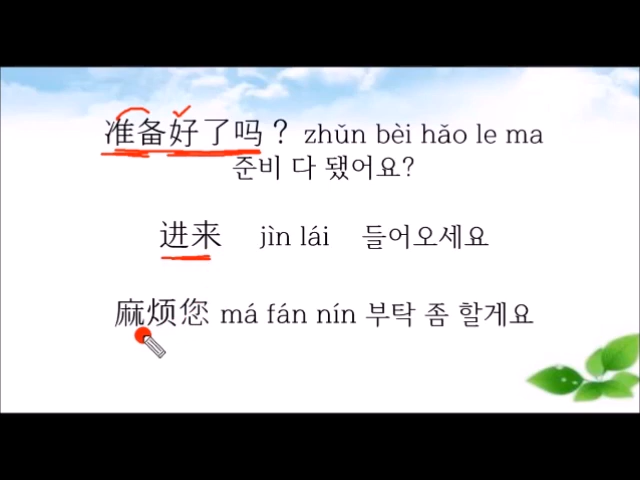 准备好了吗？ zhǔn bèi hǎo le ma
준비 다 됐어요?
进来 jìn lái 들어오세요
麻烦您 má fán nín 부탁 좀 할게요